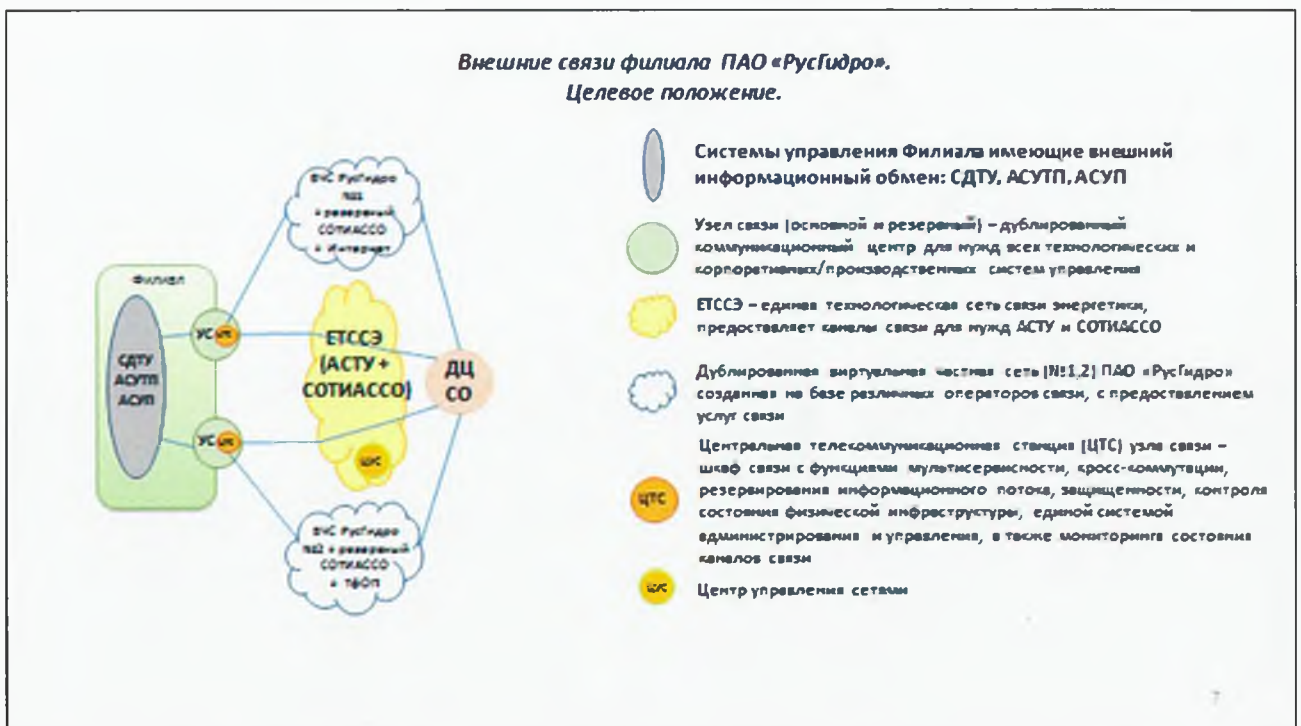 Внешние связи филиала ПАО «РусГидро».
Целевое положение.
ВЧС РусГидро
№1
+ резервный
СОТИАССО
+ Интернет
Филиал
СДТУ
АСУТП
АСУП
УС
УС
ЕТССЭ
(АСТУ +
СОТИАССО)
ЦУС
ДЦ
СО
ВЧС РусГидро
№2 + резервный
СОТИАССО
+ ТФОП
Системы управления Филиала имеющие внешний
информационный обмен: СДТУ, АСУТП, АСУП
Узел связи (основной и резервный) – дублированный
коммуникационный центр для нужд всех технологических и
корпоративных/производственных систем управления
ЕТССЭ – единая технологическая сеть связи энергетики,
предоставляет каналы связи для нужд АСТУ и СОТИАССО
Дублированная виртуальная частная сеть (№1,2) ПАО «РусГидро»
созданная на базе различных операторов связи, с предоставлением
услуг связи
Центральная телекоммуникационная станция (ЦТС) узла связи –
шкаф связи с функциями мультисервисности, кросс-коммутации,
резервирования информационного потока, защищенности, контроля
состояния физической инфраструктуры, единой системой
администрирования и управления, а также мониторинга состояния
каналов связи
ЦТС
ЦУС
Центр управления сетями
7